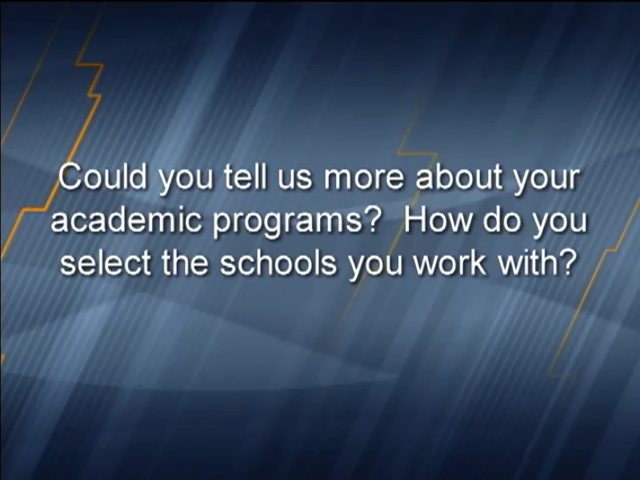 Could you tell us more about your
academic programs?  How do you
select the schools you work with?